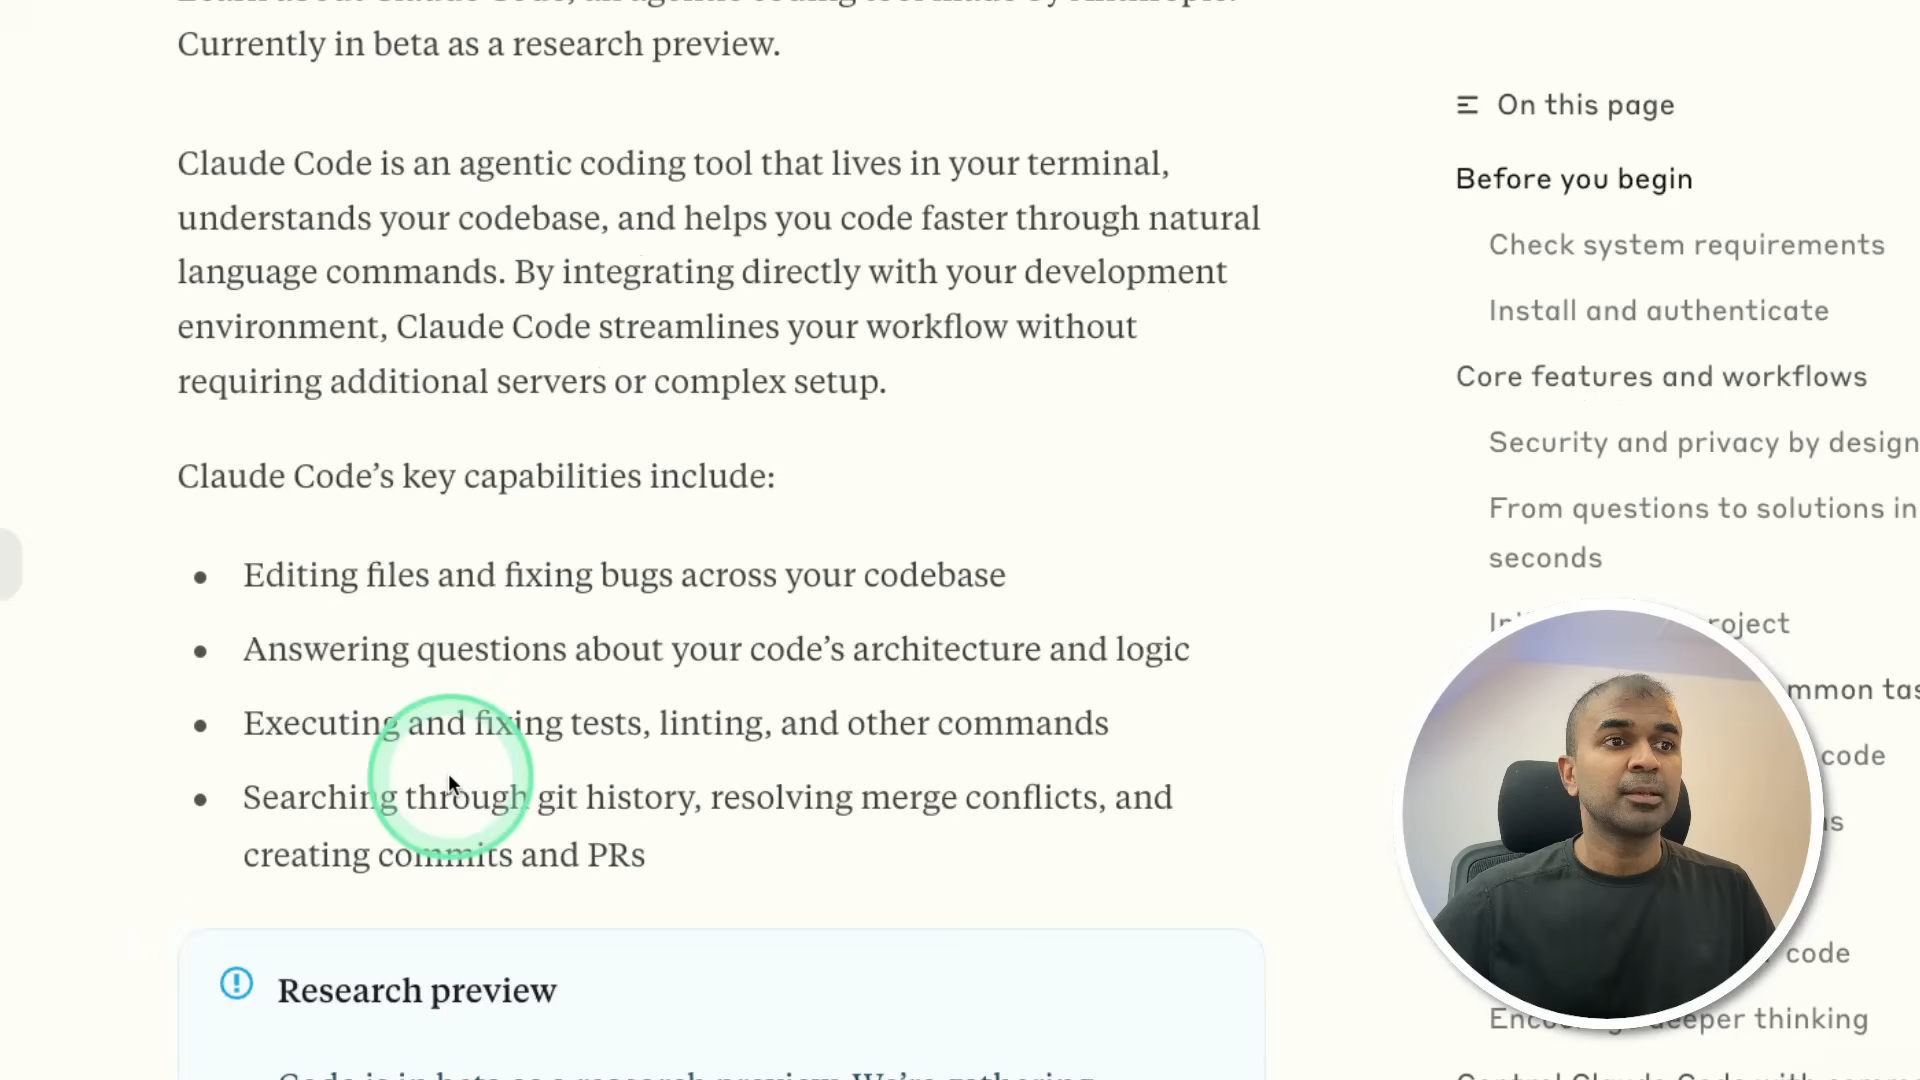 Currently in beta as a research preview.
Claude Code is an agentic coding tool that lives in your terminal,
understands your codebase, and helps you code faster through natural
language commands. By integrating directly with your development
environment, Claude Code streamlines your workflow without
requiring additional servers or complex setup.
Claude Code’s key capabilities include:
Editing files and fixing bugs across your codebase
Answering questions about your code’s architecture and logic
Executing and fixing tests, linting, and other commands
Searching through git history, resolving merge conflicts, and
creating commits and PRs
Research preview
On this page
Before you begin
Check system requirements
Install and authenticate
Core features and workflows
Security and privacy by design
From questions to solutions in
seconds
code
code
deeper thinking